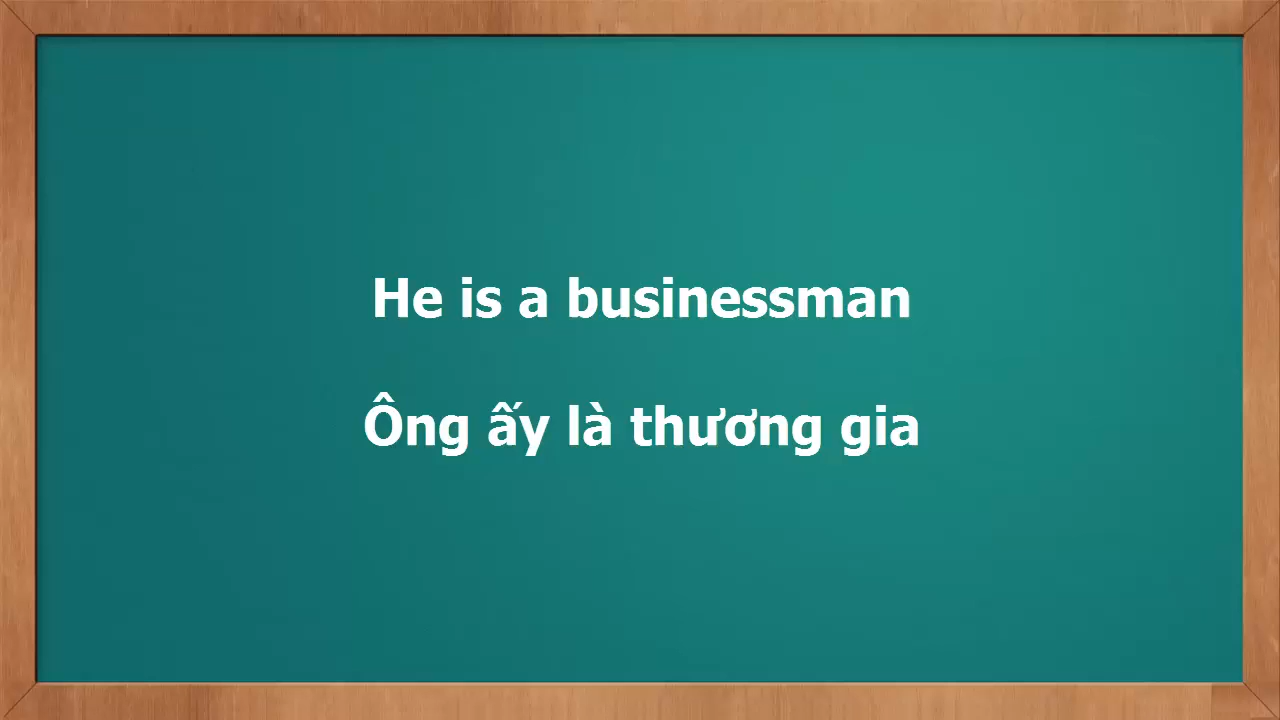 He is a businessman
Ông ấy là thương gia